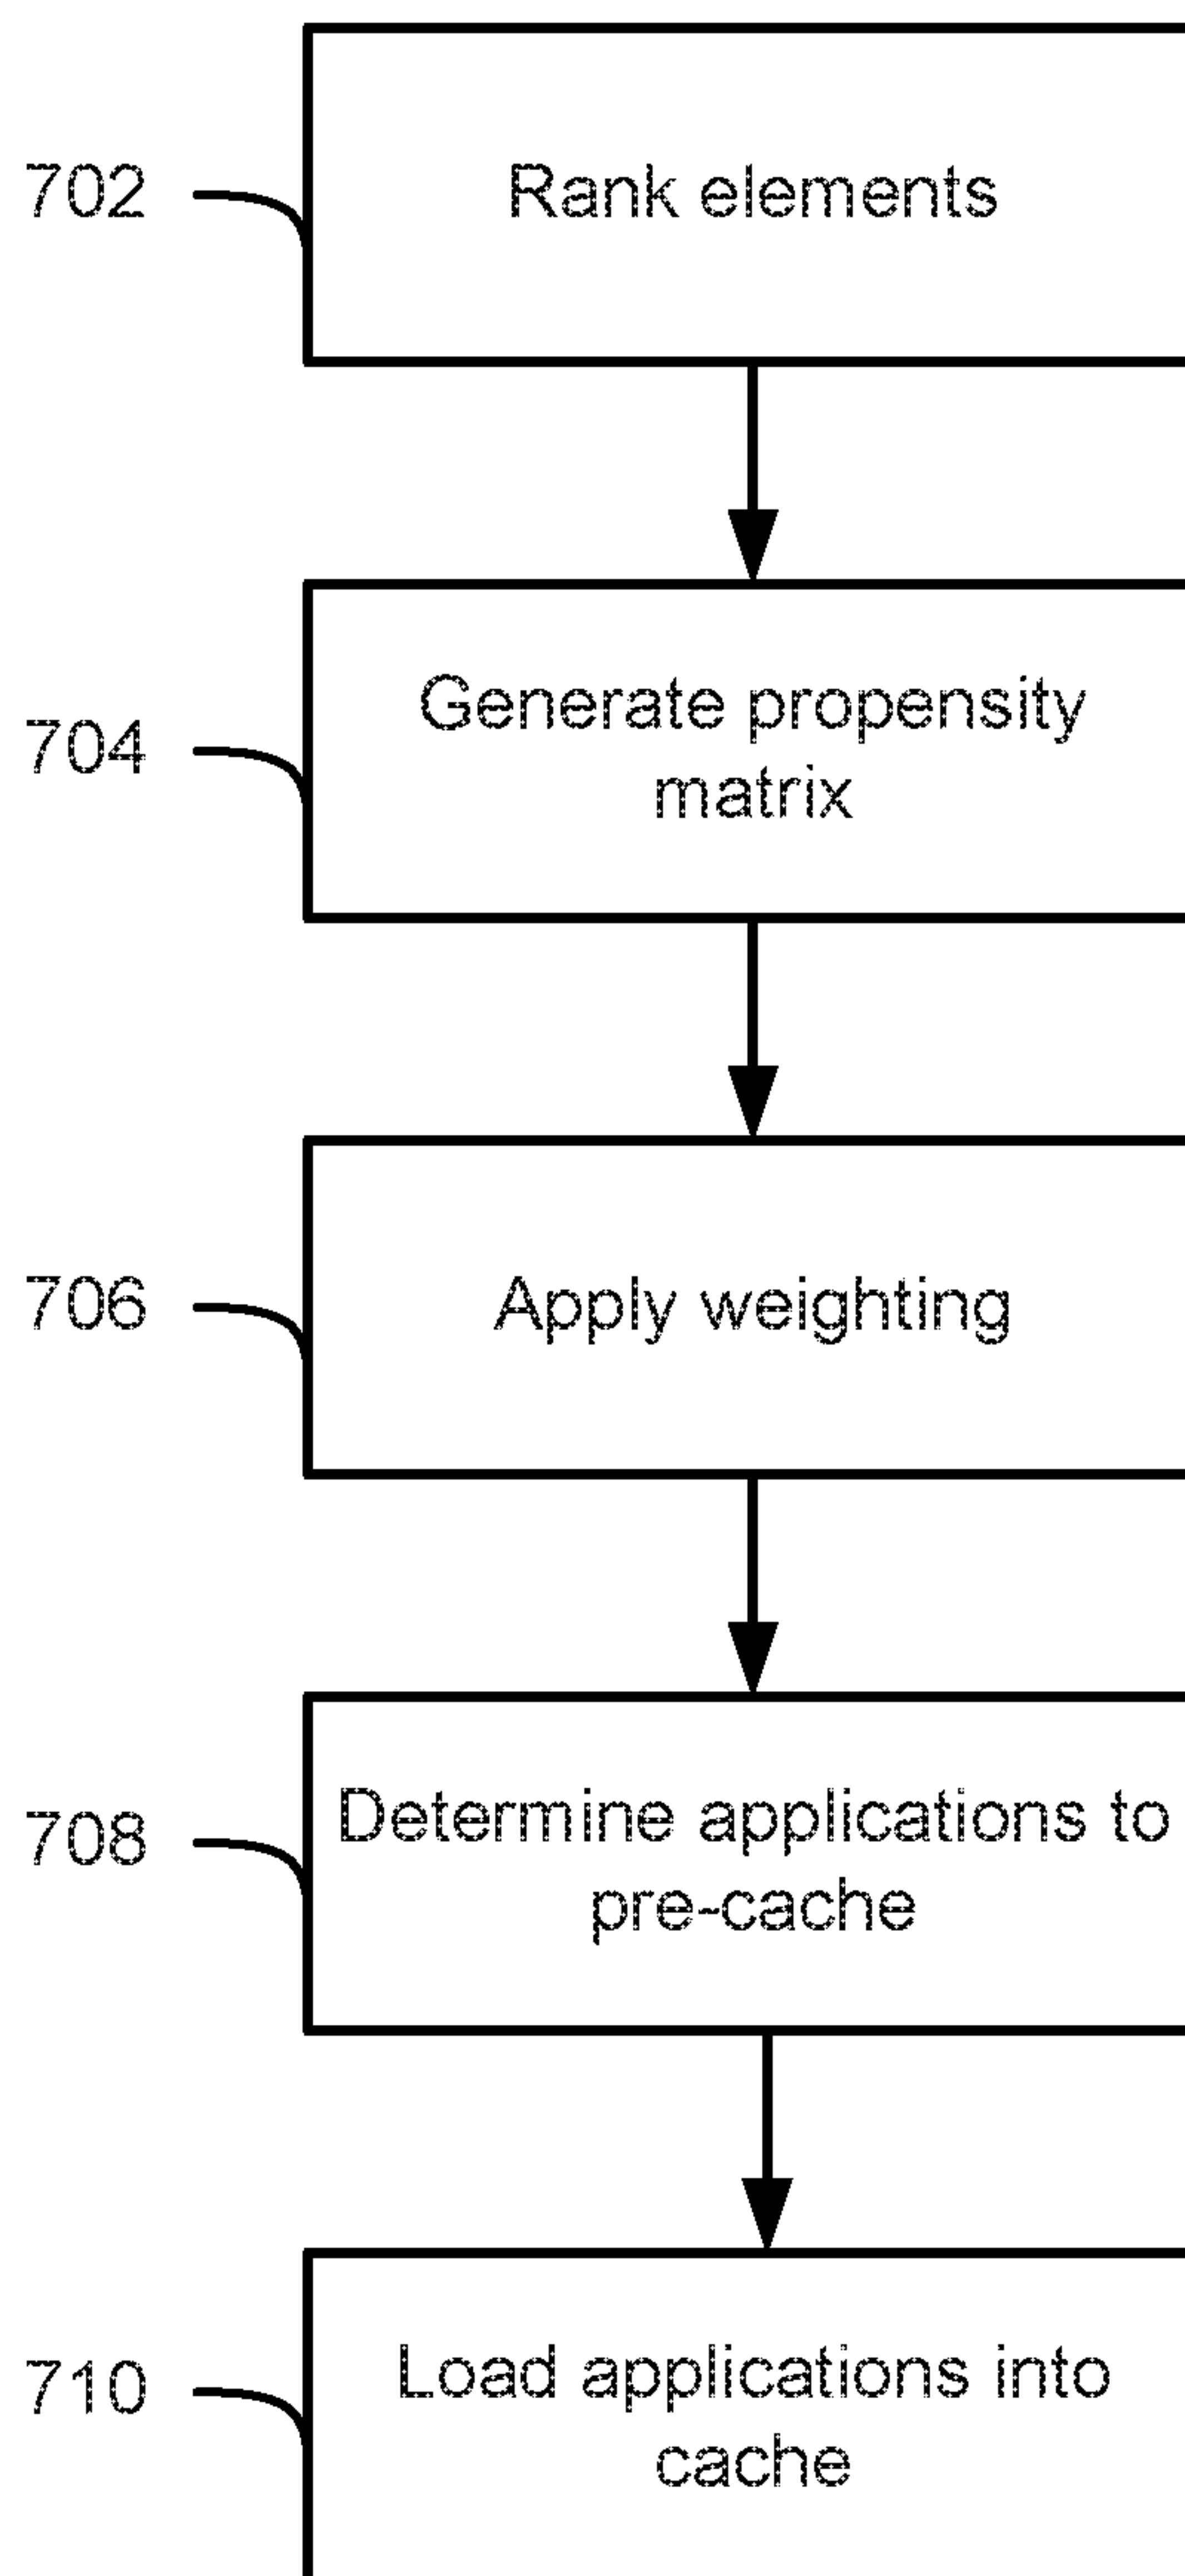 702
Rank elements
704
Generate propensity
matrix
706
Apply weighting
708
Determine applications to
pre-cache
710
Load applications into
cache